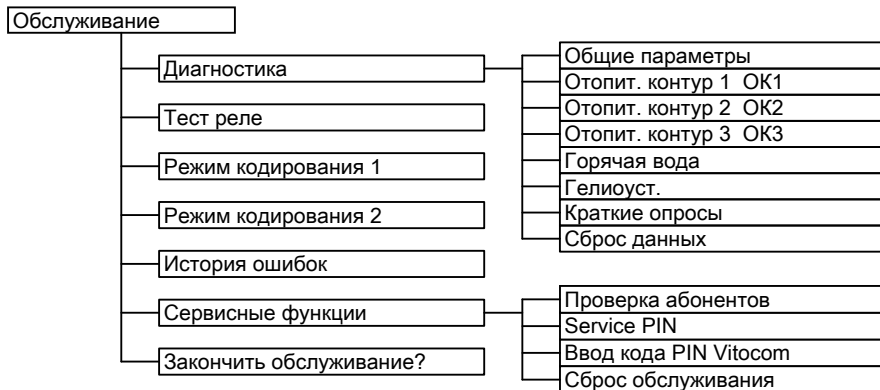 Обслуживание
Диагностика
Общие параметры
Отопит. контур 1 ОК1
Отопит. контур 2 ОК2
Отопит. контур 3 ОК3
Горячая вода
Гелиоуст.
Краткие опросы
Сброс данных
Тест реле
Режим кодирования 1
Режим кодирования 2
История ошибок
Сервисные функции
Проверка абонентов
Service PIN
Ввод кода PIN Vitocom
Сброс обслуживания
Закончить обслуживание?